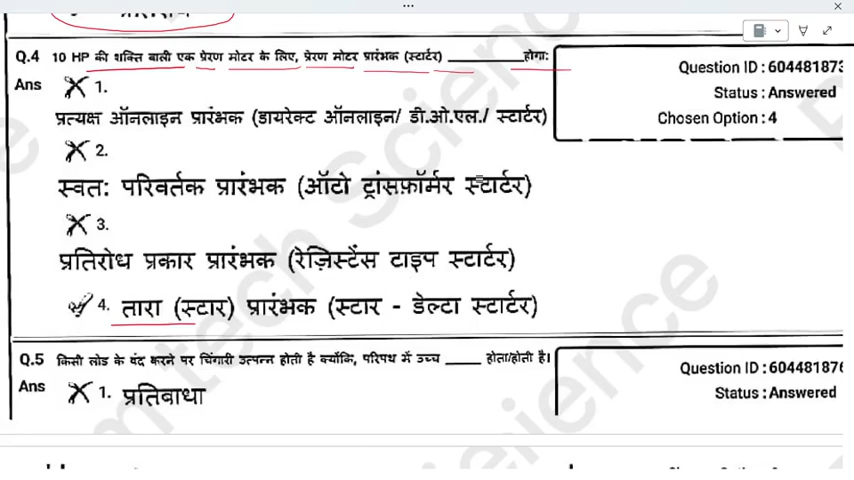 Q.4 10 HP की शक्ति वाली एक प्रेरण मोटर के लिए, प्रेरण मोटर प्रारंभक (स्टार्टर) __________ होगा:
Question ID : 604481873
Status : Answered
Chosen Option : 4
Ans 1.
प्रत्यक्ष ऑनलाइन प्रारंभक (डायरेक्ट ऑनलाइन/ डी.ओ.एल./ स्टार्टर)
2.
स्वत: परिवर्तक प्रारंभक (ऑटो ट्रांसफ़ॉर्मर स्टार्टर)
3.
प्रतिरोध प्रकार प्रारंभक (रेज़िस्टेंस टाइप स्टार्टर)
4. तारा (स्टार) प्रारंभक (स्टार - डेल्टा स्टार्टर)
Q.5 किसी लोड के बंद करने पर चिंगारी उत्पन्न होती है क्योंकि, परिपथ में उच्च _____ होता/होती है।
Question ID : 604481876
Status : Answered
Ans 1. प्रतिबाधा